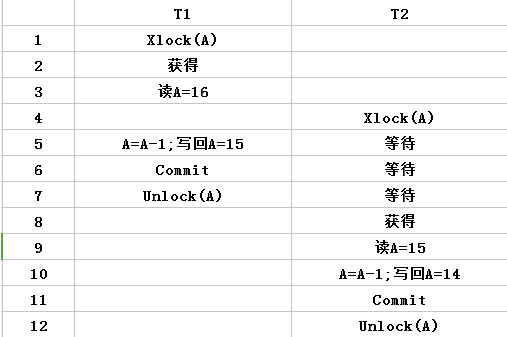 T1 T2
1 Xlock(A)
2 获得
3 读A=16
4 Xlock(A)
5 A=A-1;写回A=15 等待
6 Commit 等待
7 Unlock(A) 等待
8 获得
9 读A=15
10 A=A-1;写回A=14
11 Commit
12 Unlock(A)